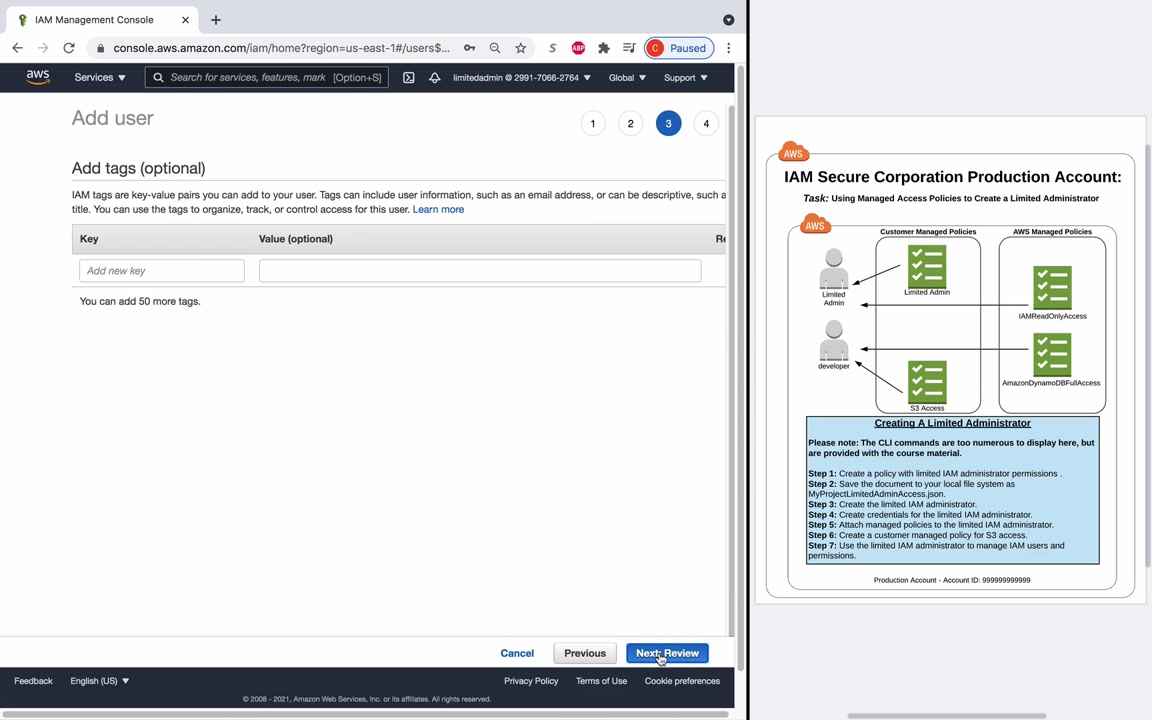 IAM Management Console
console.aws.amazon.com/iam/home?region=us-east-1#/users$...
S
ABP
C
Paused
aws
Services
Search for services, features, mark
[Option+S]
limitedadmin @ 2991-7066-2764
Global
Support
Add user
1
2
3
4
Add tags (optional)
IAM tags are key-value pairs you can add to your user. Tags can include user information, such as an email address, or can be descriptive, such a
title. You can use the tags to organize, track, or control access for this user. Learn more
Key
Value (optional)
Re
Add new key
You can add 50 more tags.
Cancel
Previous
Next: Review
Feedback
English (US)
Privacy Policy
Terms of Use
Cookie preferences
© 2008 - 2021, Amazon Web Services, Inc. or its affiliates. All rights reserved.
AWS
IAM Secure Corporation Production Account:
Task: Using Managed Access Policies to Create a Limited Administrator
AWS
Customer Managed Policies
AWS Managed Policies
Limited
Admin
Limited Admin
IAMReadOnlyAccess
developer
AmazonDynamoDBFullAccess
S3 Access
Creating A Limited Administrator
Please note: The CLI commands are too numerous to display here, but
are provided with the course material.
Step 1: Create a policy with limited IAM administrator permissions .
Step 2: Save the document to your local file system as
MyProjectLimitedAdminAccess.json.
Step 3: Create the limited IAM administrator.
Step 4: Create credentials for the limited IAM administrator.
Step 5: Attach managed policies to the limited IAM administrator.
Step 6: Create a customer managed policy for S3 access.
Step 7: Use the limited IAM administrator to manage IAM users and
permissions.
Production Account - Account ID: 999999999999